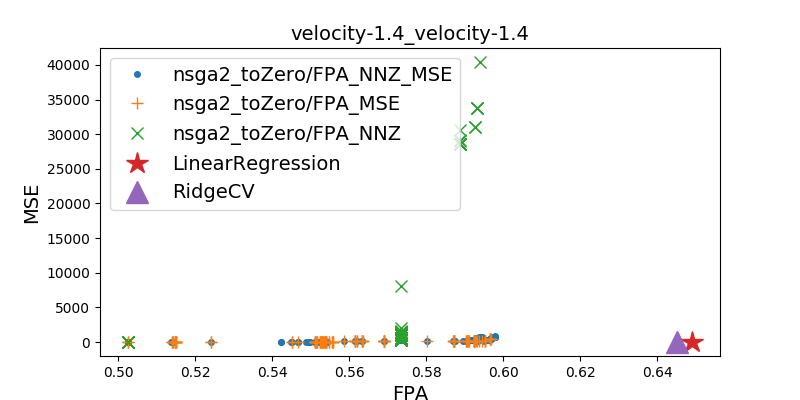 velocity-1.4_velocity-1.4
nsga2_toZero/FPA_NNZ_MSE
nsga2_toZero/FPA_MSE
nsga2_toZero/FPA_NNZ
LinearRegression
RidgeCV
MSE
40000
35000
30000
25000
20000
15000
10000
5000
0
0.50 0.52 0.54 0.56 0.58 0.60 0.62 0.64
FPA